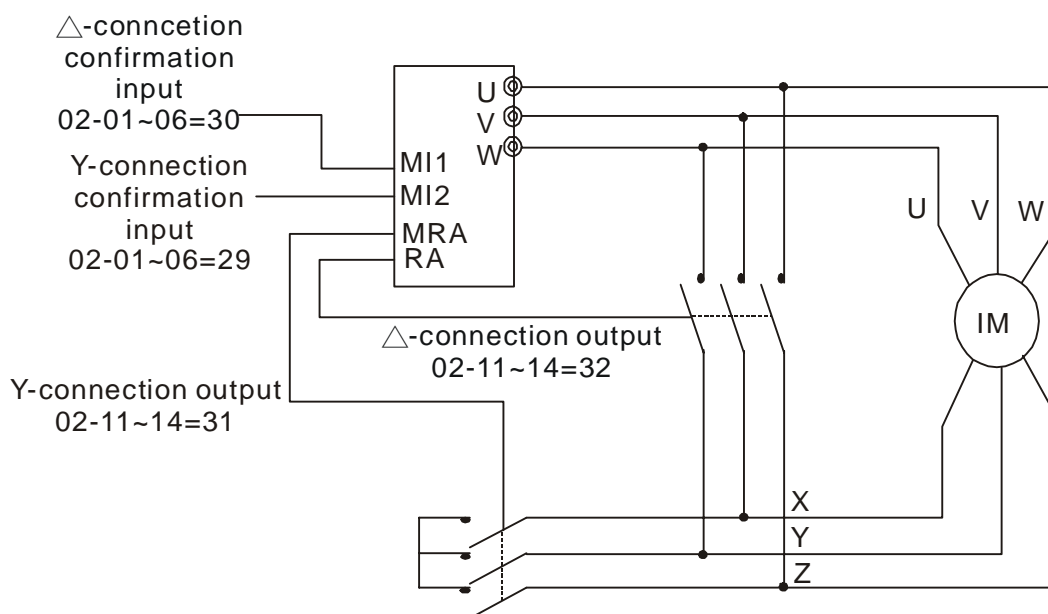 △-conncetion
confirmation
input
02-01~06=30
Y-connection
confirmation
input
02-01~06=29
U
V
W
MI1
MI2
MRA
RA
U
V
W
IM
△-connection output
02-11~14=32
Y-connection output
02-11~14=31
X
Y
Z